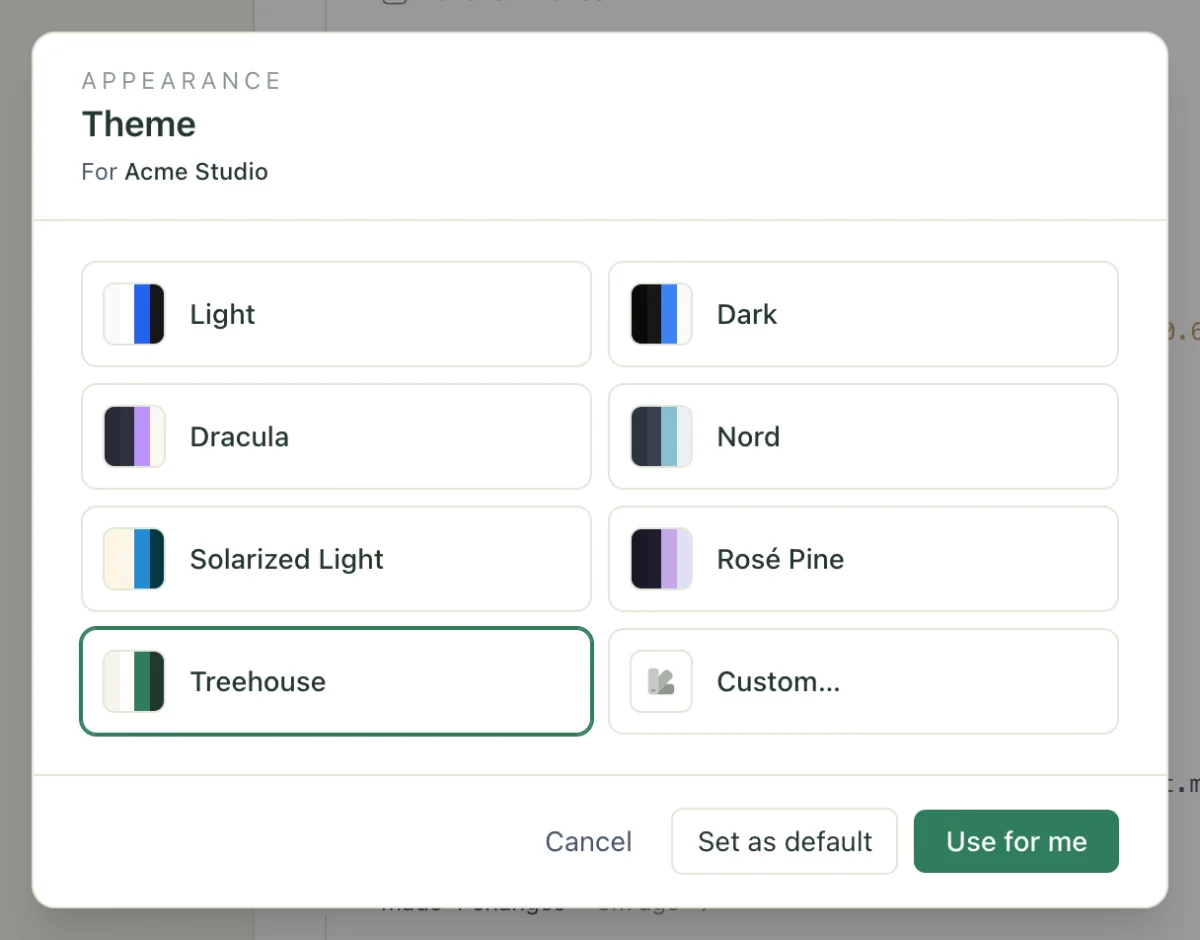 APPEARANCE
Theme
For Acme Studio
Light
Dark
Dracula
Nord
Solarized Light
Rosé Pine
Treehouse
Custom...
Cancel
Set as default
Use for me